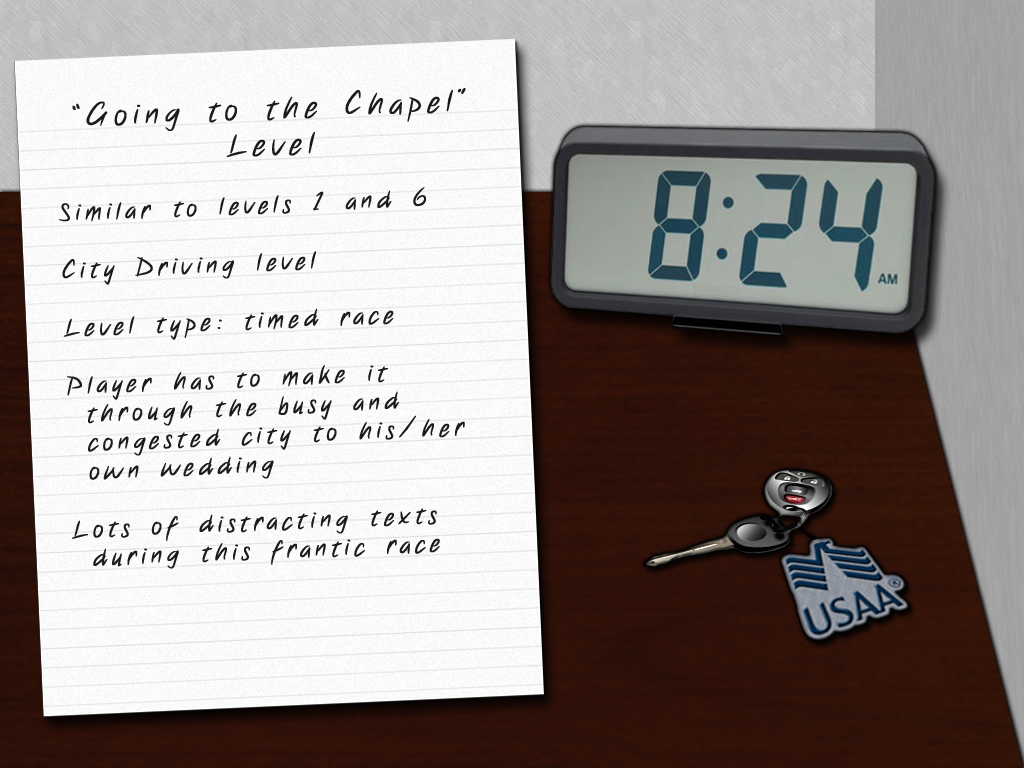 "Going to the Chapel"
Level
Similar to levels 1 and 6
City Driving level
Level type: timed race
Player has to make it
through the busy and
congested city to his/her
own wedding
Lots of distracting texts
during this frantic race
8:24
AM
USAA®